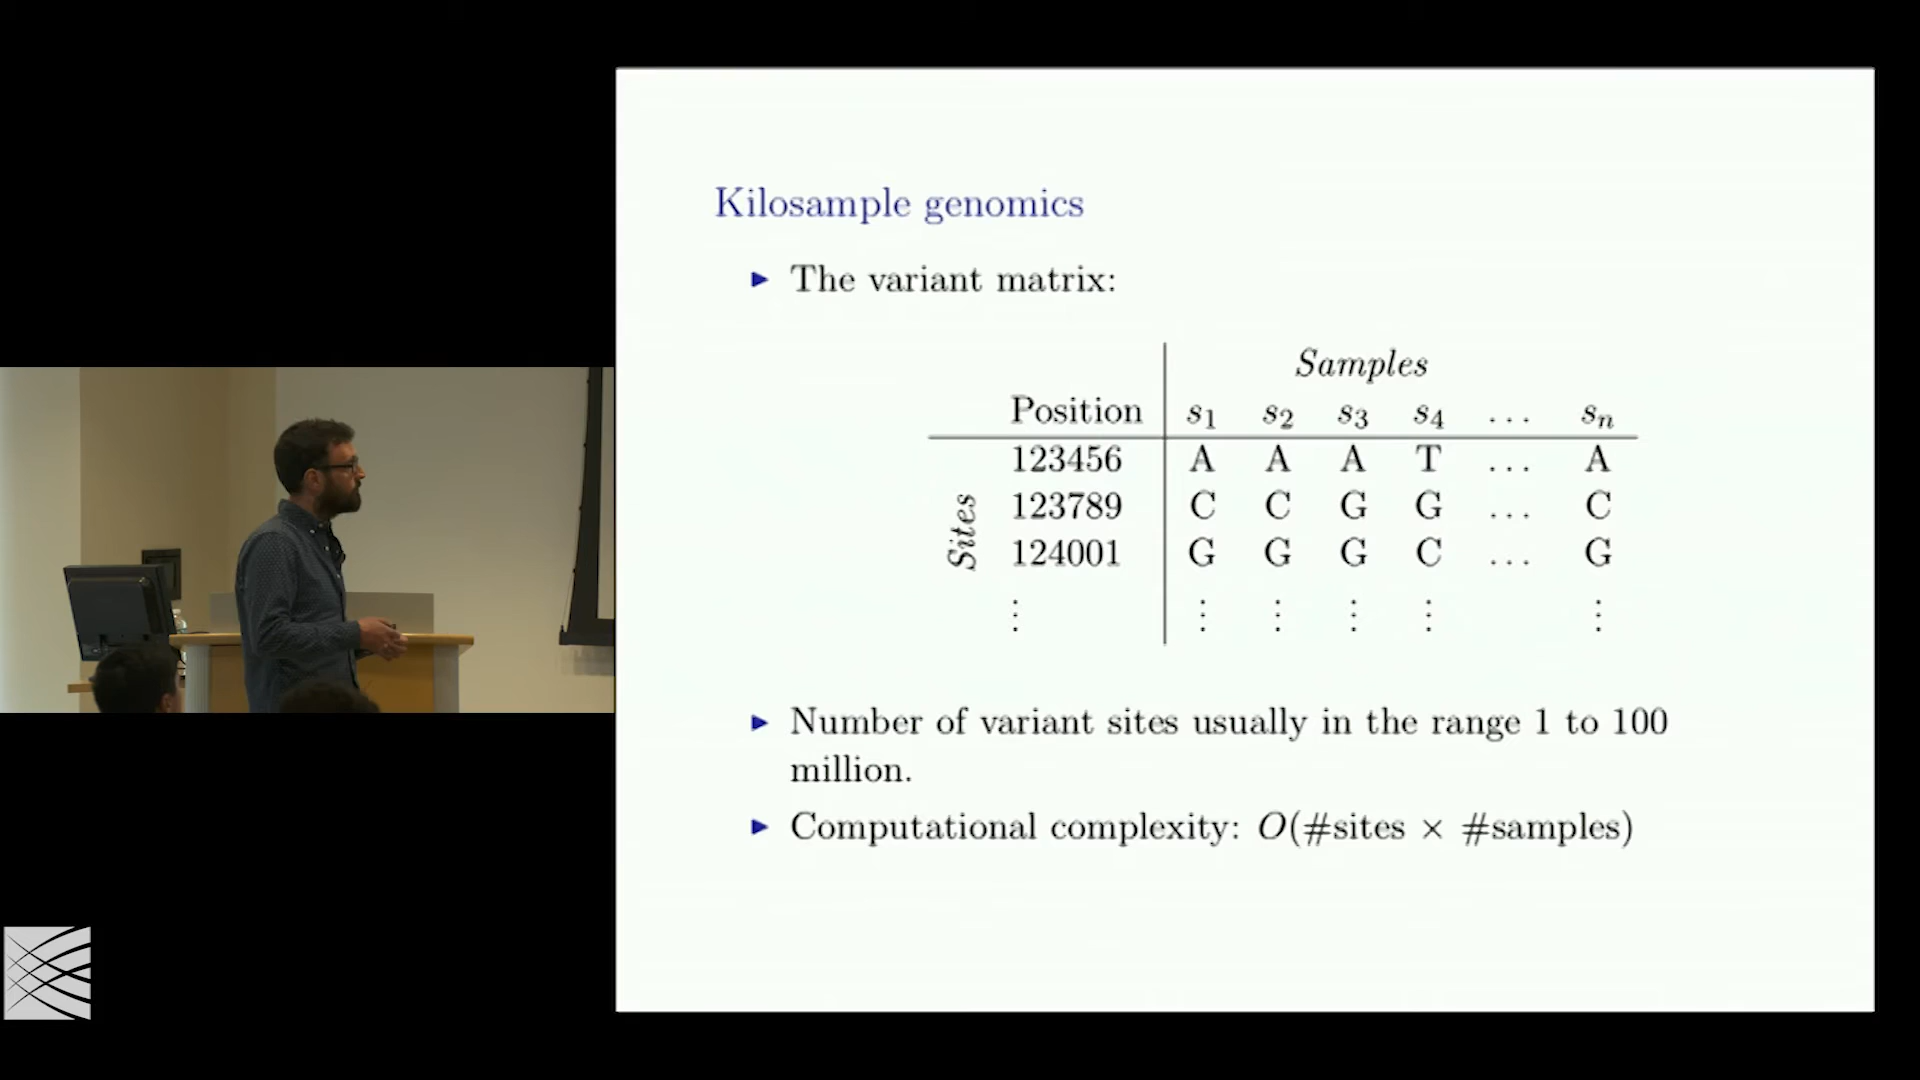 Kilosample genomics
▶ The variant matrix:
Samples
Position s1 s2 s3 s4 ... sn
Sites
123456 A A A T ... A
123789 C C G G ... C
124001 G G G C ... G
⋮ ⋮ ⋮ ⋮ ⋮ ⋮
▶ Number of variant sites usually in the range 1 to 100
million.
▶ Computational complexity: O(#sites × #samples)